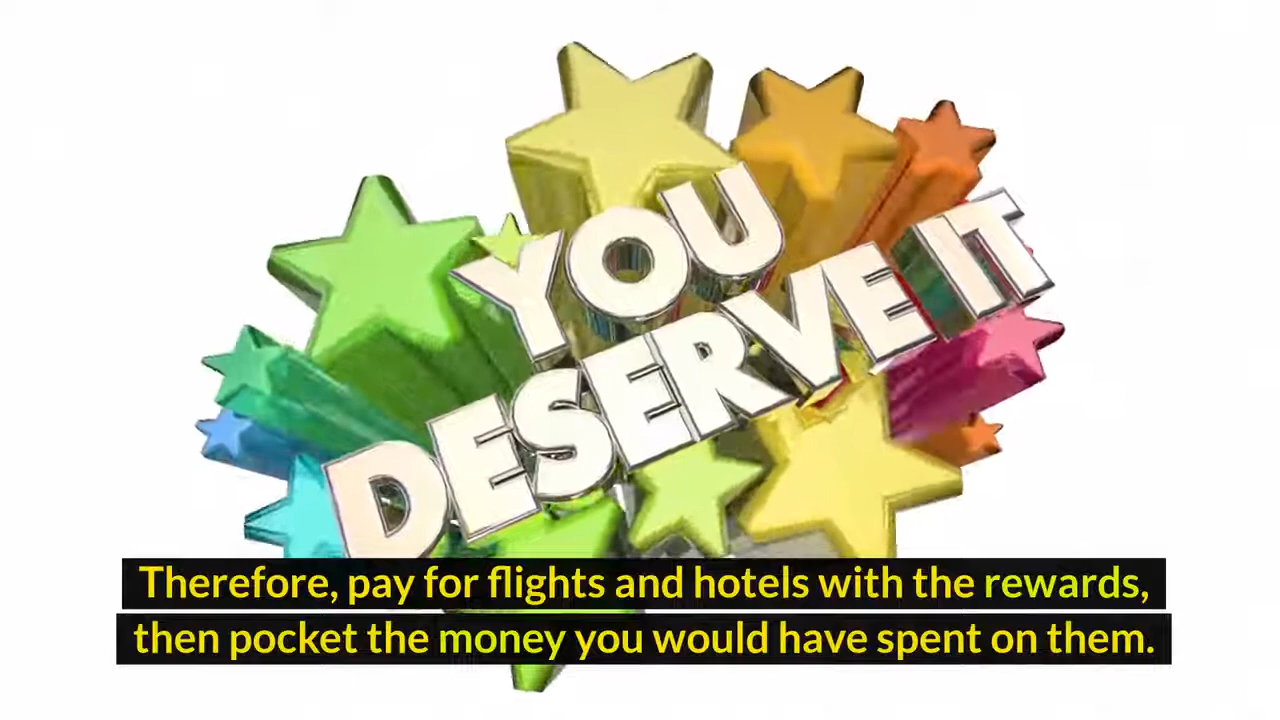 YOU
DESERVE IT
Therefore, pay for flights and hotels with the rewards,
then pocket the money you would have spent on them.